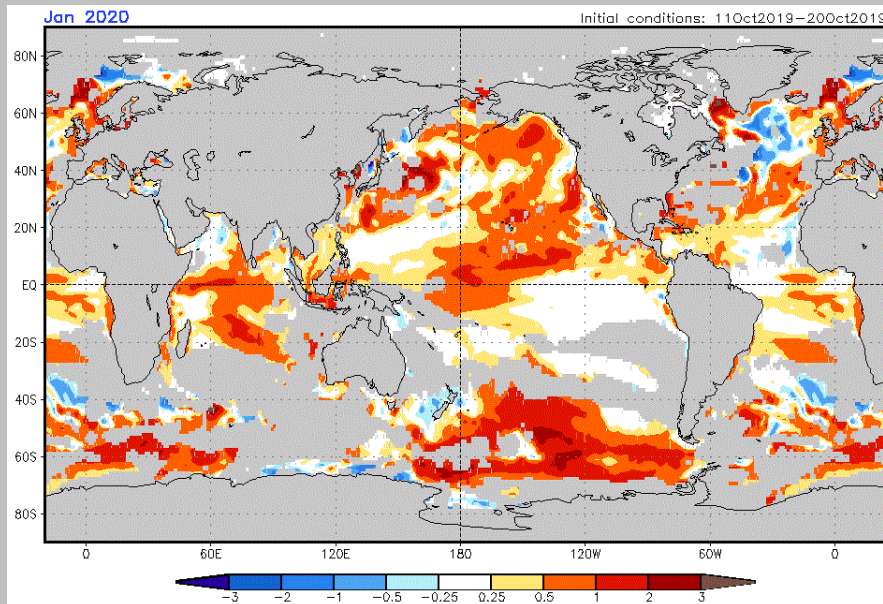 Jan 2020
Initial conditions: 11Oct2019-20Oct2019
80N
60N
40N
20N
EQ
20S
40S
60S
80S
0 60E 120E 180 120W 60W 0
-3 -2 -1 -0.5 -0.25 0.25 0.5 1 2 3